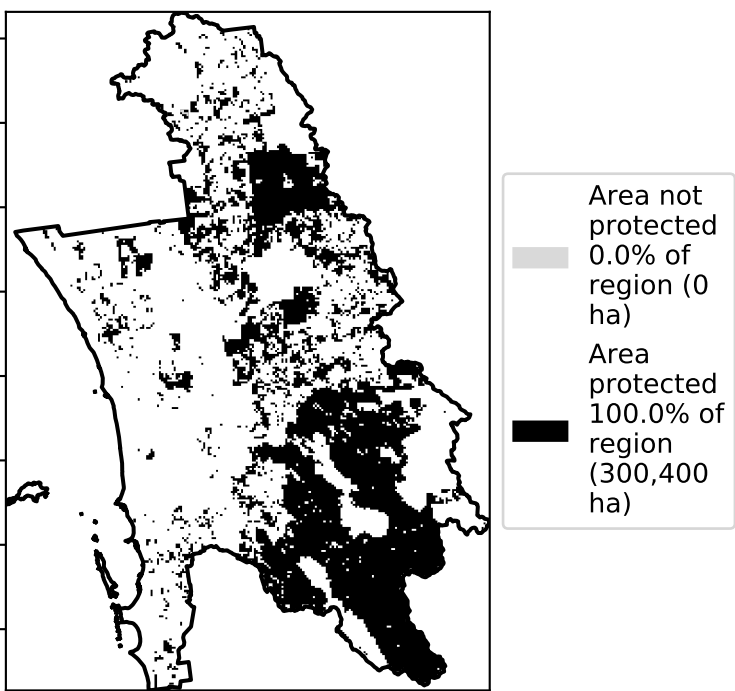 Area not
protected
0.0% of
region (0
ha)
Area
protected
100.0% of
region
(300,400
ha)